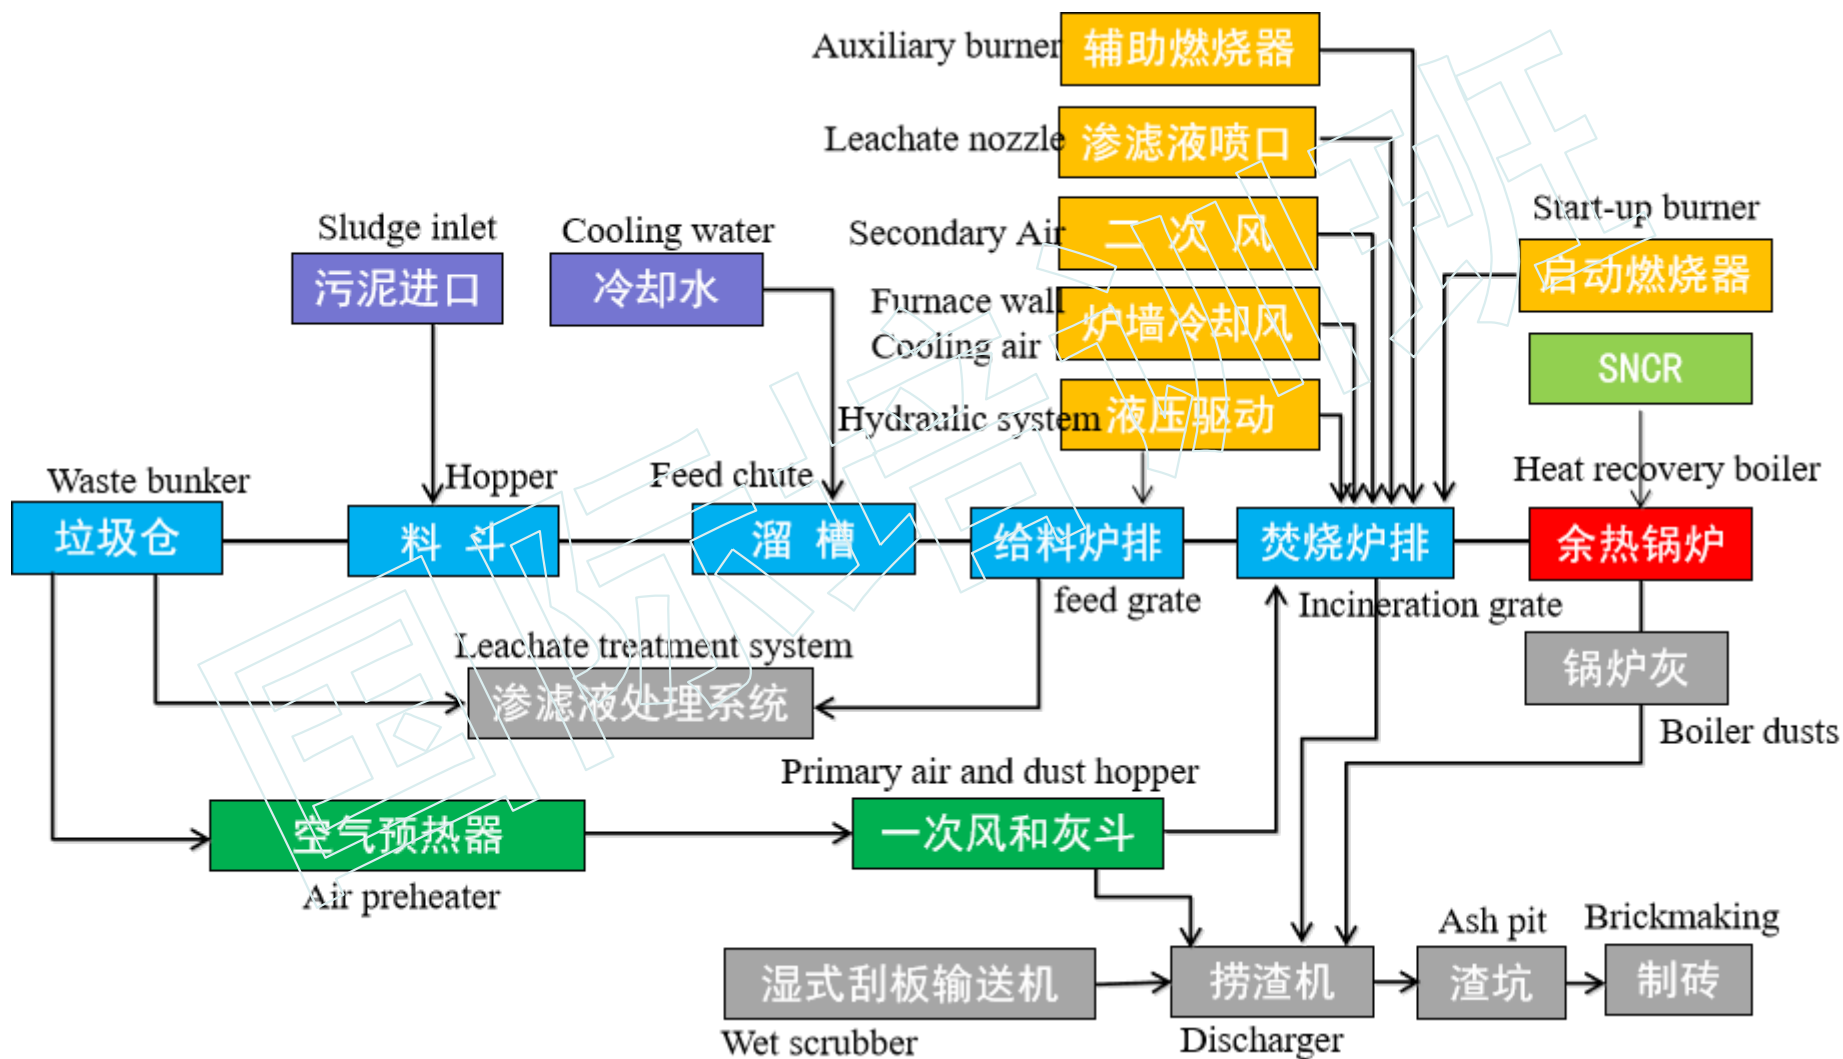 Auxiliary burner
辅助燃烧器
Leachate nozzle
渗滤液喷口
Start-up burner
启动燃烧器
Secondary Air
二次风
Sludge inlet
污泥进口
Cooling water
冷却水
Furnace wall
Cooling air
炉墙冷却风
SNCR
Hydraulic system
液压驱动
Waste bunker
垃圾仓
Hopper
料斗
Feed chute
溜槽
给料炉排
feed grate
焚烧炉排
Incineration grate
Heat recovery boiler
余热锅炉
Leachate treatment system
渗滤液处理系统
锅炉灰
Boiler dusts
空气预热器
Air preheater
Primary air and dust hopper
一次风和灰斗
湿式刮板输送机
Wet scrubber
捞渣机
Discharger
Ash pit
渣坑
Brickmaking
制砖
国际培训班